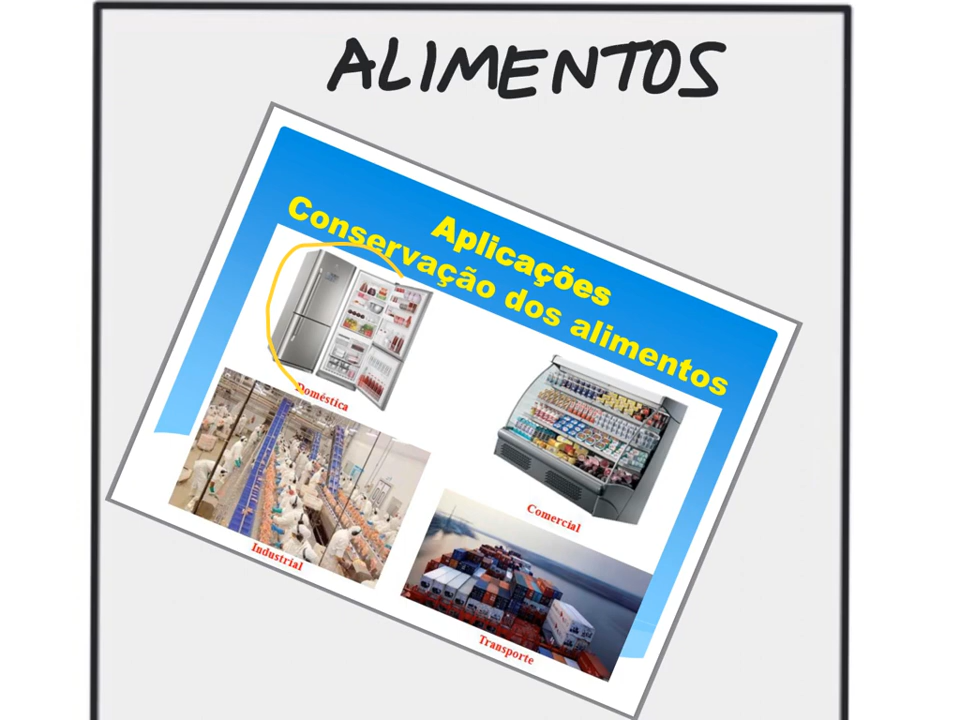 ALIMENTOS
Aplicações
Conservação dos alimentos
Doméstica
Comercial
Industrial
Transporte